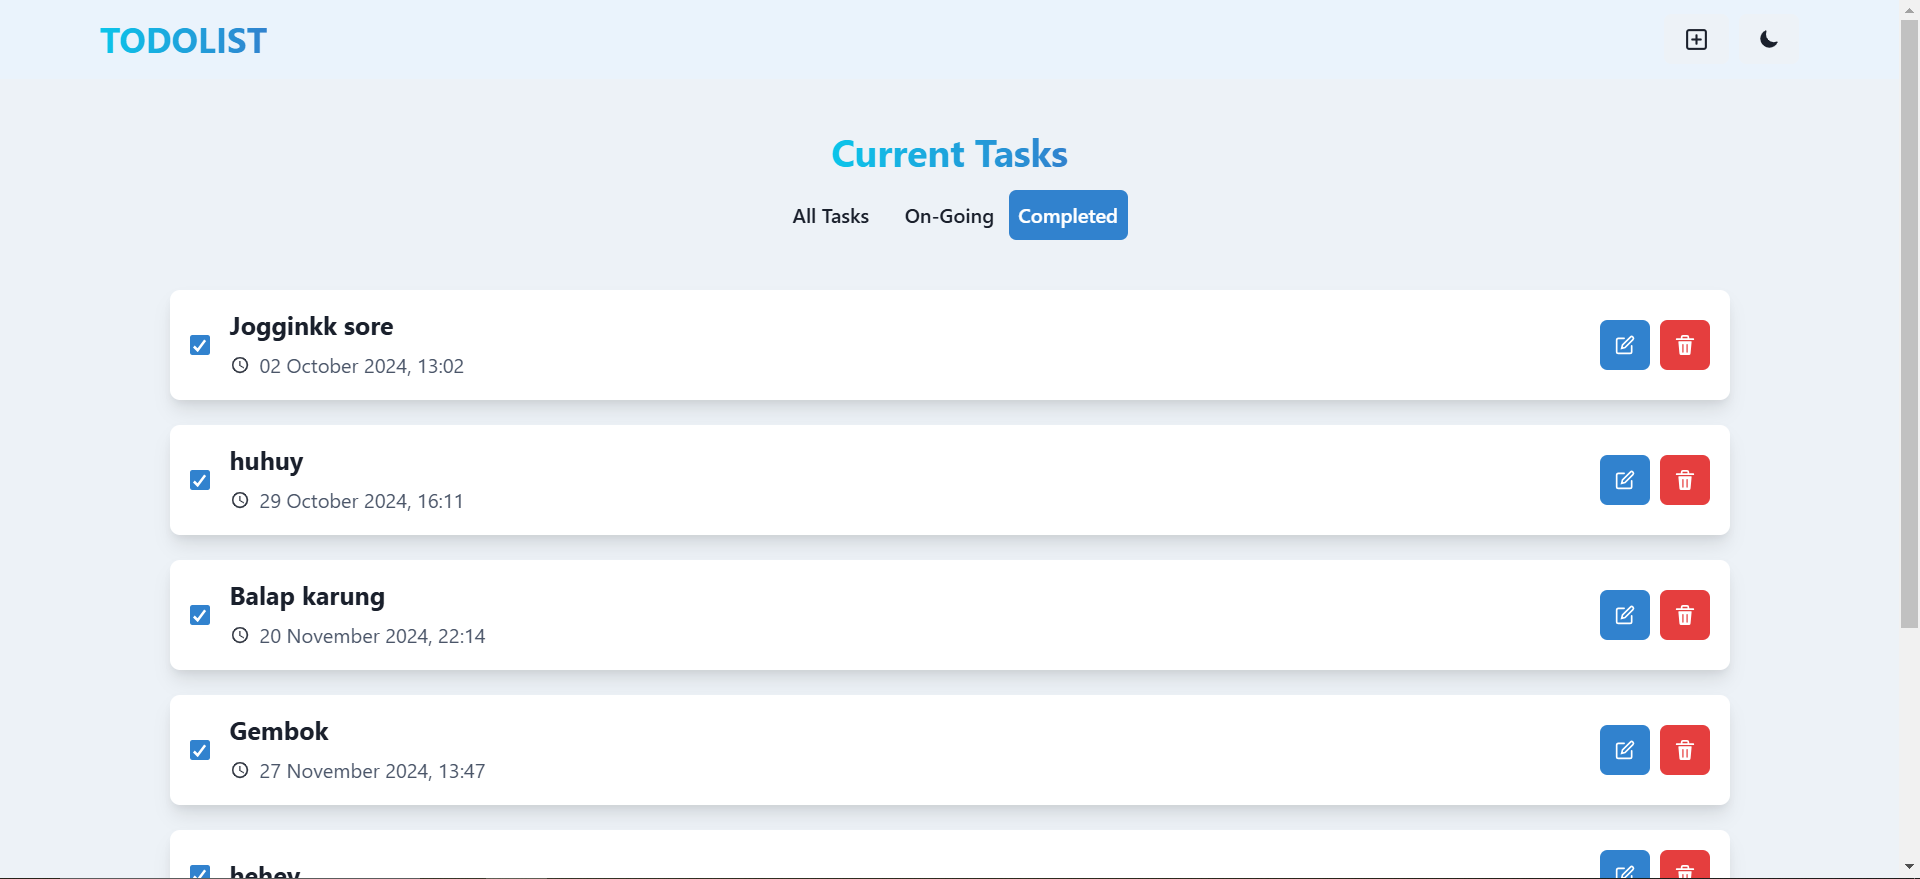 TODOLIST
Current Tasks
All Tasks On-Going Completed
Jogginkk sore
02 October 2024, 13:02
huhuy
29 October 2024, 16:11
Balap karung
20 November 2024, 22:14
Gembok
27 November 2024, 13:47
hehey